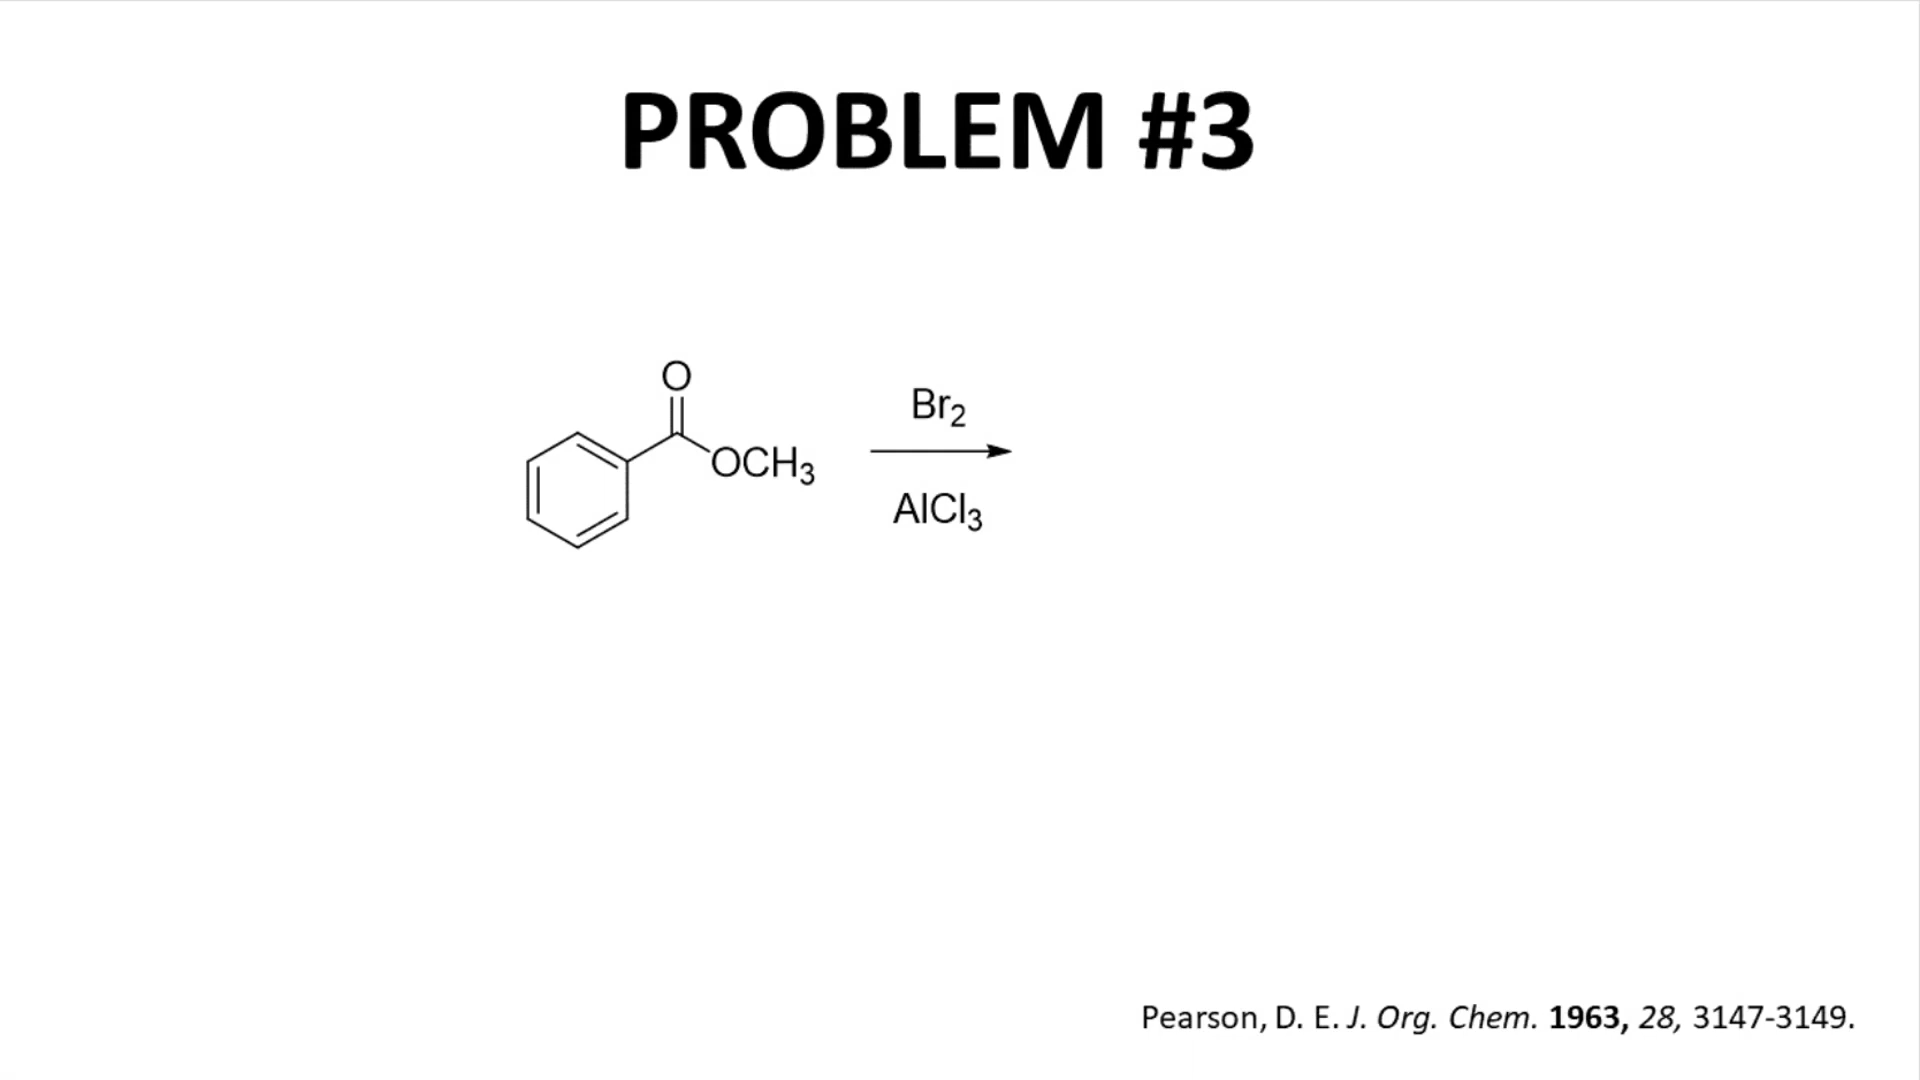 PROBLEM #3
O
OCH₃
Br₂
AlCl₃
Pearson, D. E. J. Org. Chem. 1963, 28, 3147-3149.